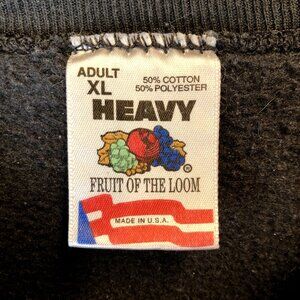 ADULT 50% COTTON
XL 50% POLYESTER
HEAVY
®
FRUIT OF THE LOOM
MADE IN U.S.A.